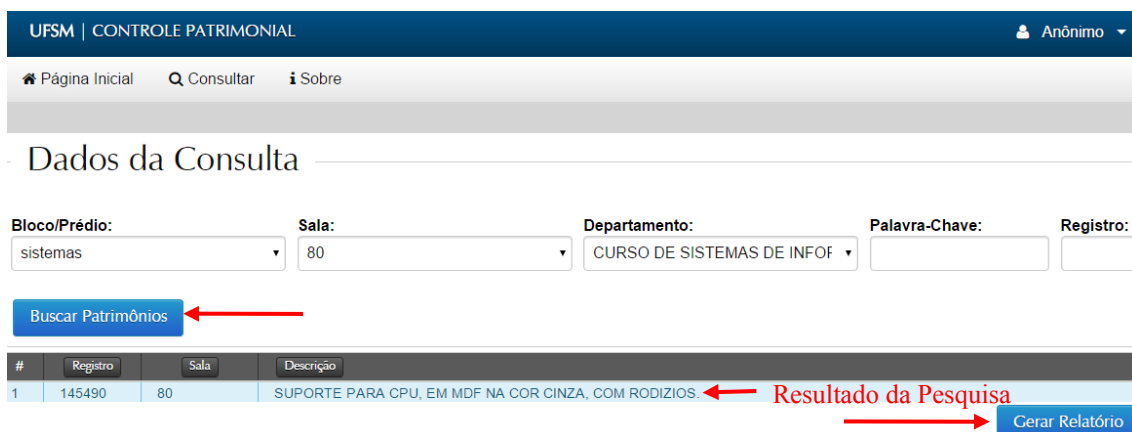 UFSM | CONTROLE PATRIMONIAL
Anônimo
Página Inicial Consultar Sobre
Dados da Consulta
Bloco/Prédio: Sala: Departamento: Palavra-Chave: Registro:
sistemas 80 CURSO DE SISTEMAS DE INFOR
Buscar Patrimônios
# Registro Sala Descrição
1 145490 80 SUPORTE PARA CPU, EM MDF NA COR CINZA, COM RODIZIOS.
Resultado da Pesquisa
Gerar Relatório